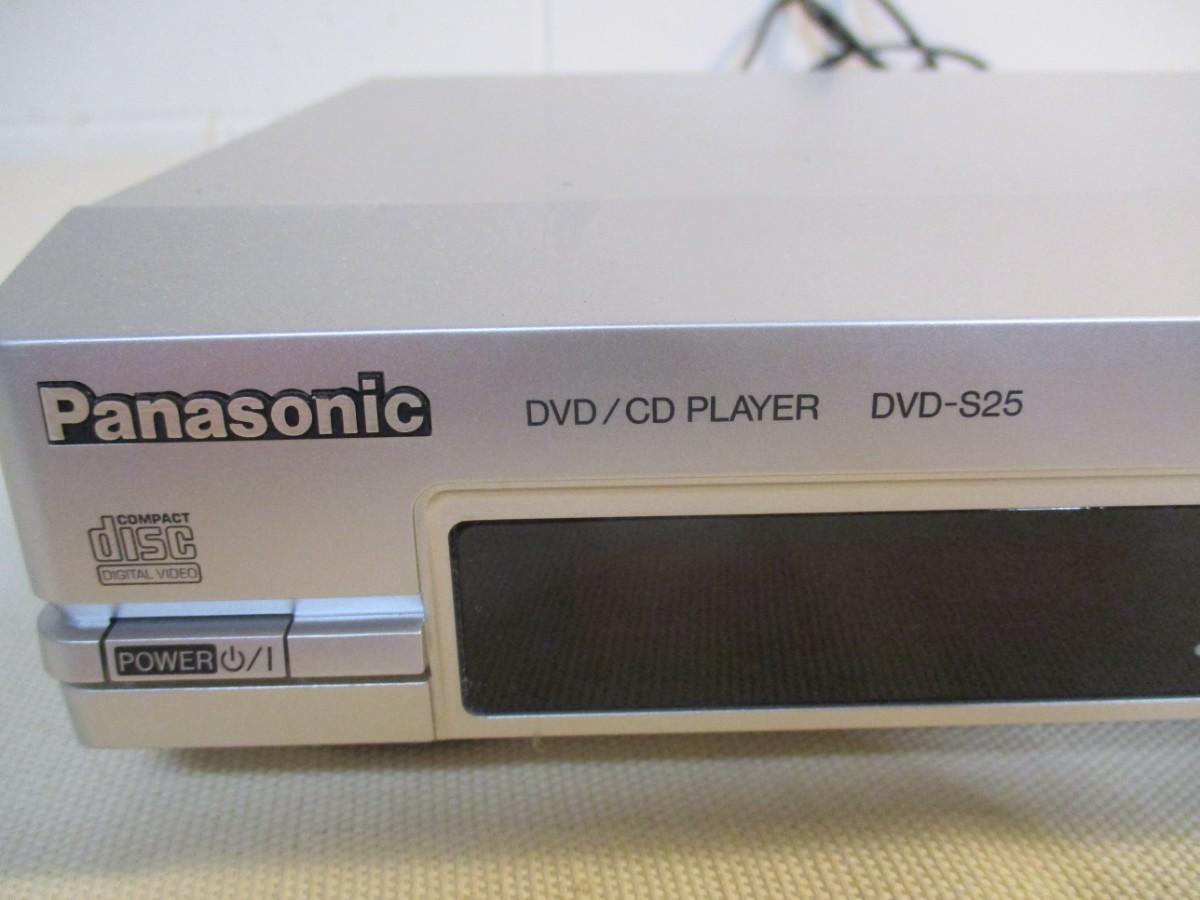 Panasonic
DVD/CD PLAYER DVD-S25
COMPACT
disc
DIGITAL VIDEO
POWER ⏻/I